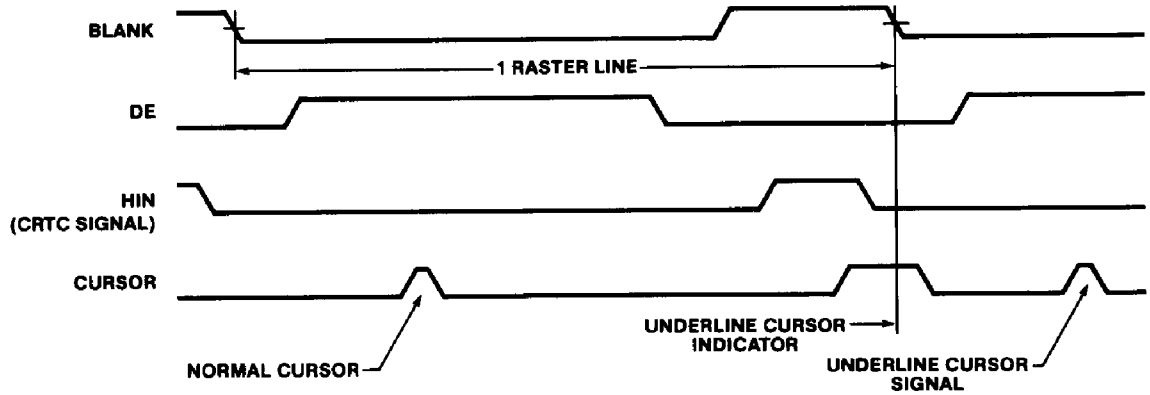 BLANK
1 RASTER LINE
DE
HIN
(CRTC SIGNAL)
CURSOR
NORMAL CURSOR
UNDERLINE CURSOR
INDICATOR
UNDERLINE CURSOR
SIGNAL